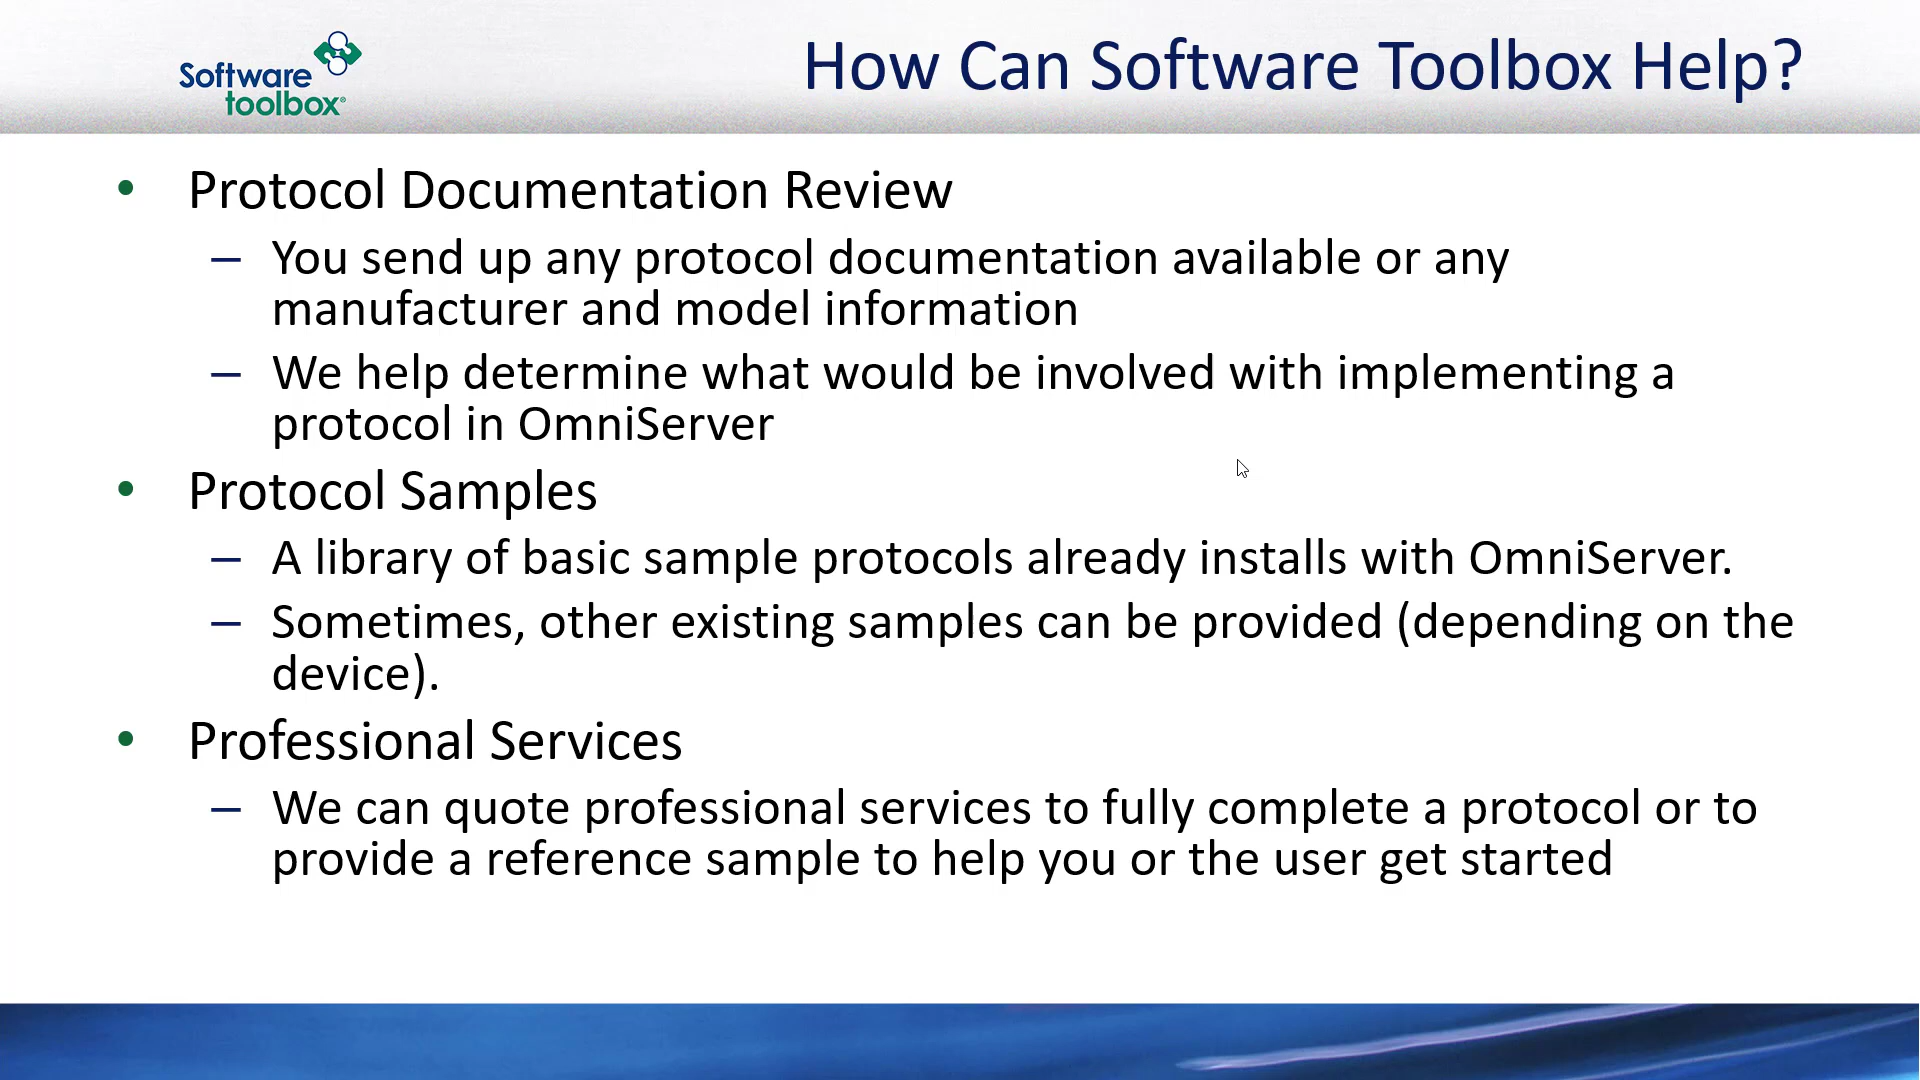 Software
toolbox®
How Can Software Toolbox Help?
• Protocol Documentation Review
– You send up any protocol documentation available or any
manufacturer and model information
– We help determine what would be involved with implementing a
protocol in OmniServer
• Protocol Samples
– A library of basic sample protocols already installs with OmniServer.
– Sometimes, other existing samples can be provided (depending on the
device).
• Professional Services
– We can quote professional services to fully complete a protocol or to
provide a reference sample to help you or the user get started